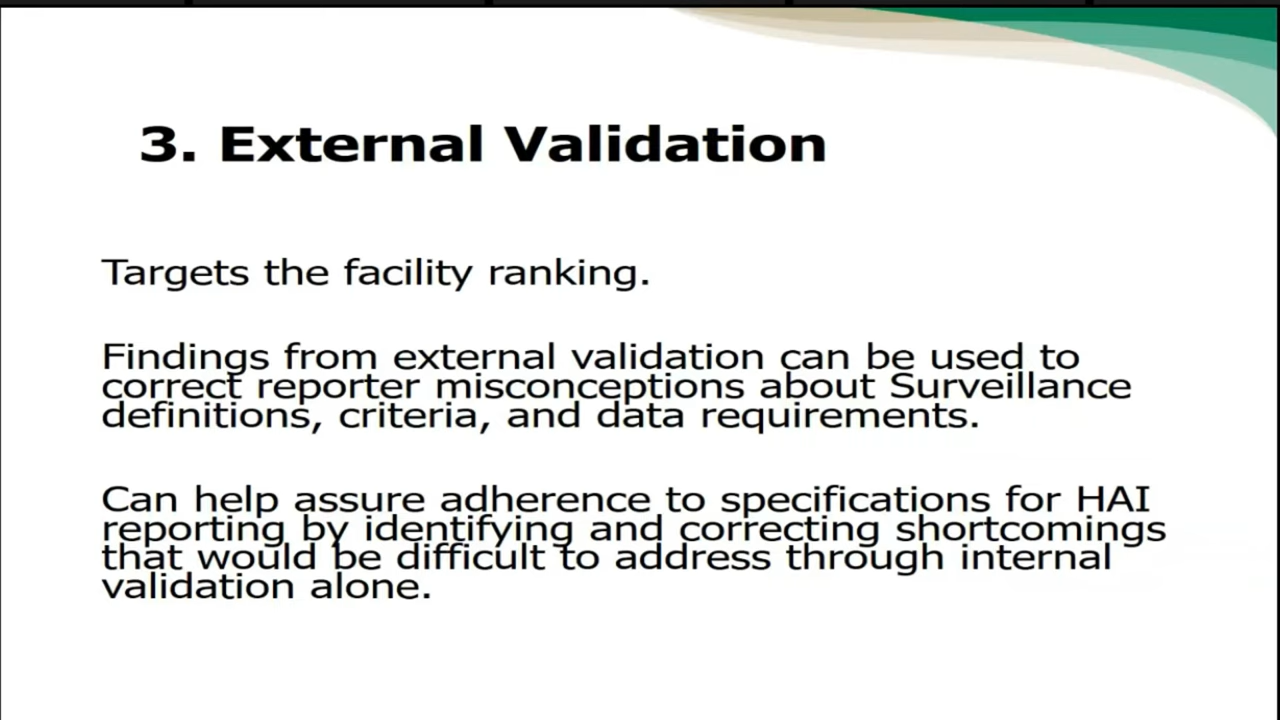 3. External Validation
Targets the facility ranking.
Findings from external validation can be used to
correct reporter misconceptions about Surveillance
definitions, criteria, and data requirements.
Can help assure adherence to specifications for HAI
reporting by identifying and correcting shortcomings
that would be difficult to address through internal
validation alone.